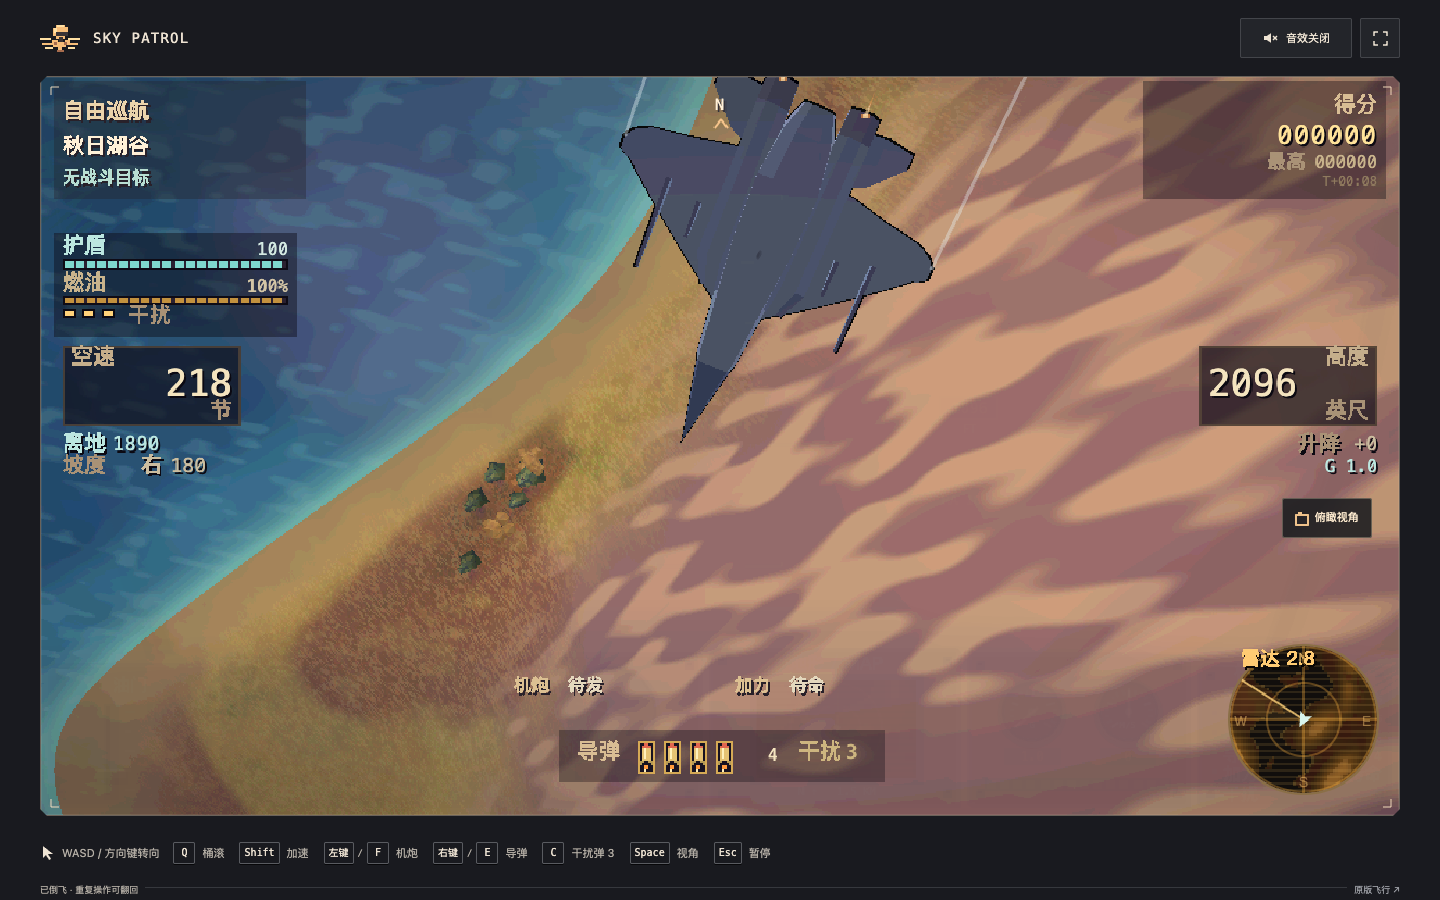 SKY PATROL
音效关闭
自由巡航
秋日湖谷
无战斗目标
N
得分
000000
最高 000000
T+00:08
护盾 100
燃油 100%
干扰
空速
218
节
离地 1890
坡度 右 180
高度
2096
英尺
升降 +0
G 1.0
俯瞰视角
雷达 2.8
W E
S
机炮 待发 加力 待命
导弹 4 干扰 3
WASD / 方向键转向 Q 桶滚 Shift 加速 左键 / F 机炮 右键 / E 导弹 C 干扰弹 3 Space 视角 Esc 暂停
已倒飞 · 重复操作可翻回
原版飞行 ↗